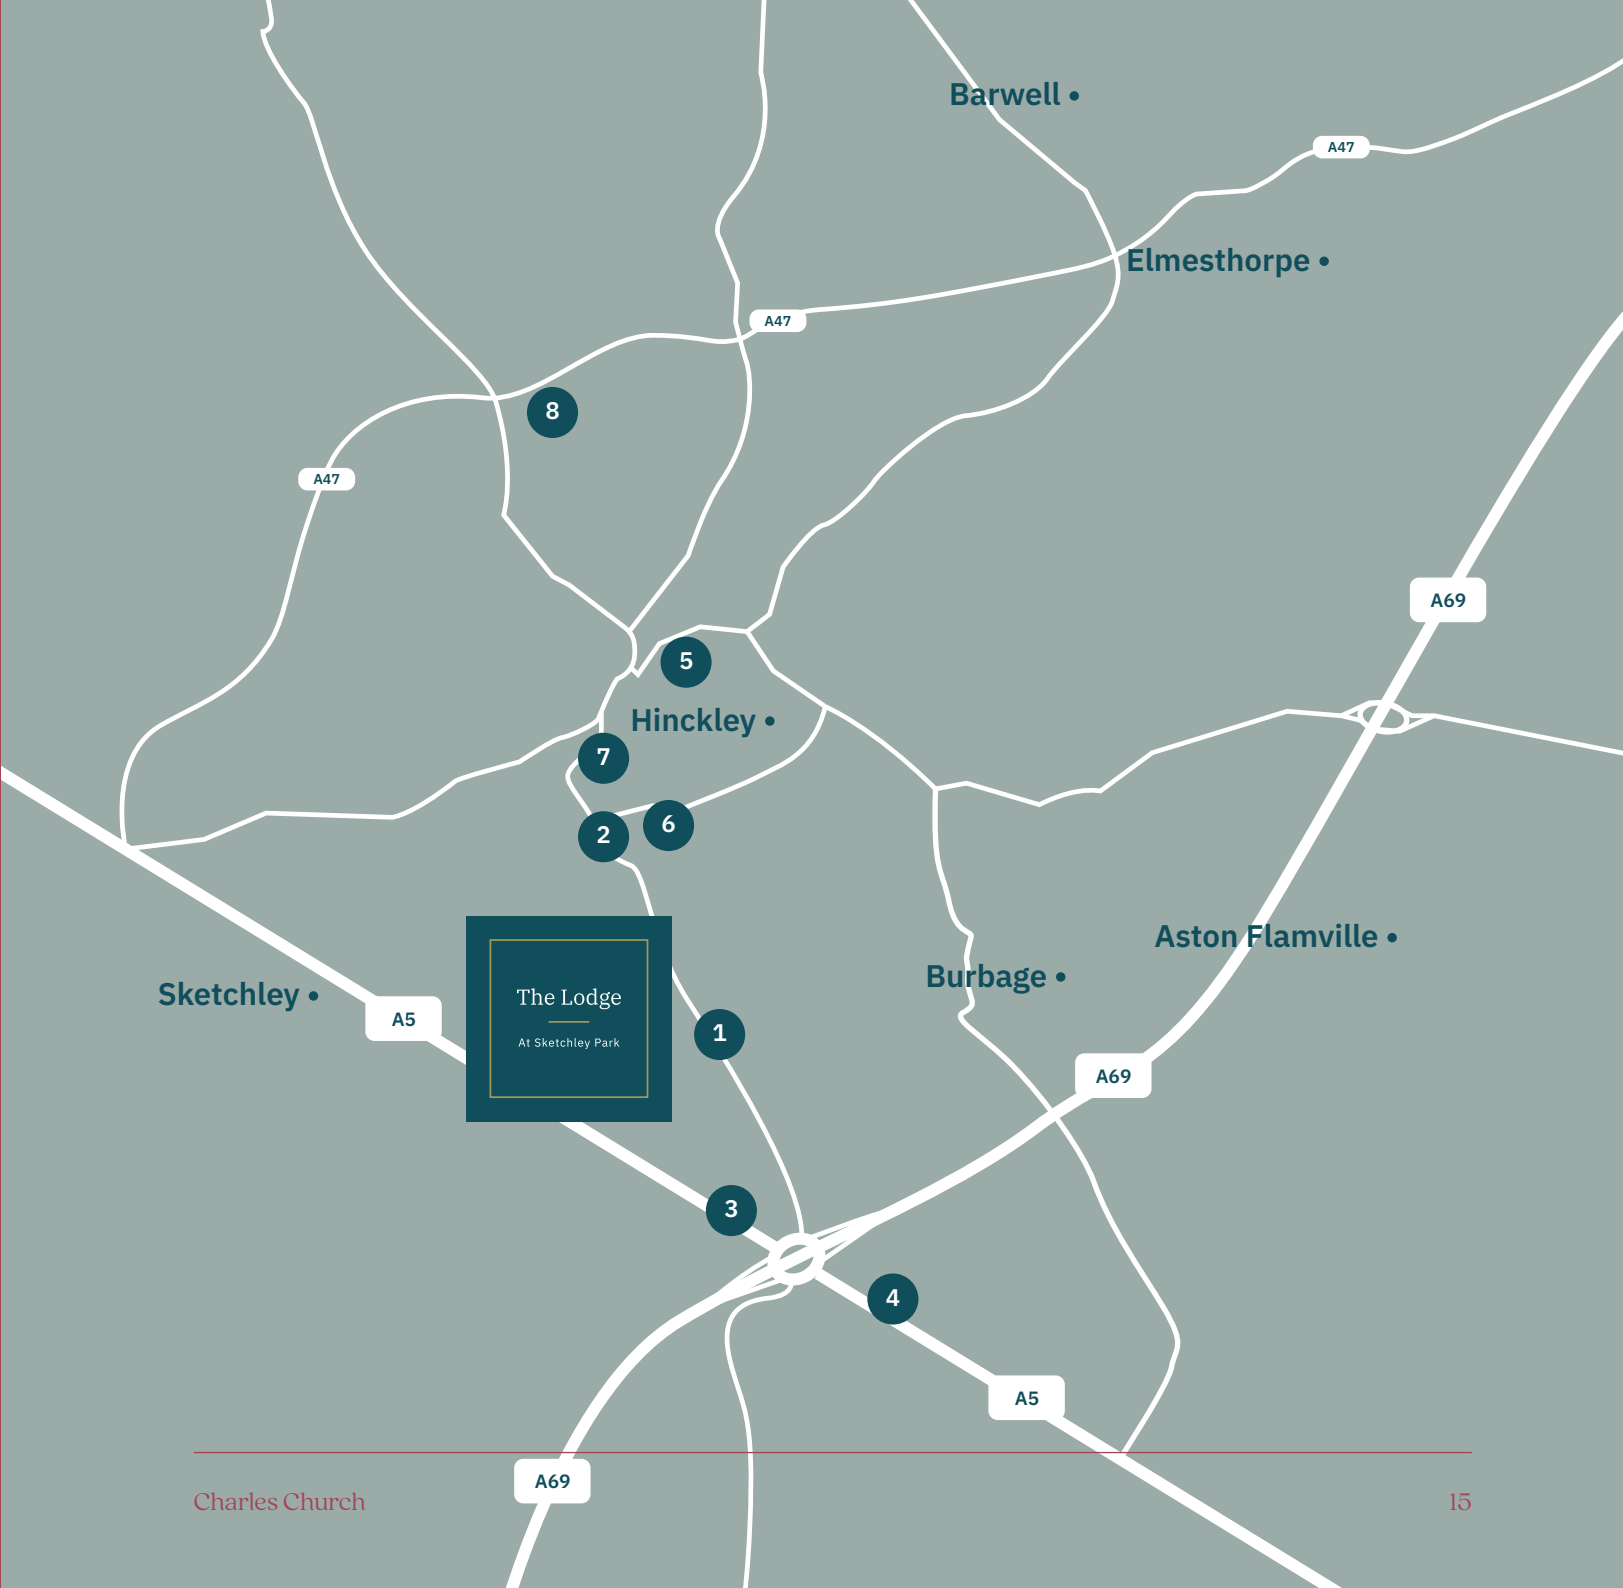 Barwell
A47
Elmesthorpe
A47
8
A47
A69
5
Hinckley
7
2
6
Aston Flamville
Burbage
Sketchley
A5
The Lodge
At Sketchley Park
1
A69
3
4
A5
A69
Charles Church
15